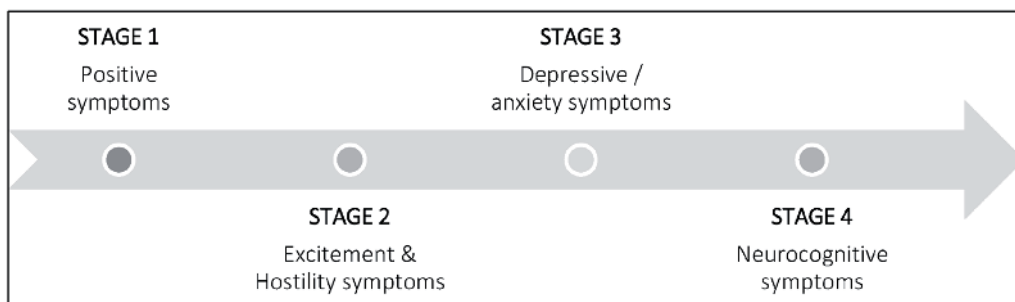 STAGE 1
Positive
symptoms
STAGE 2
Excitement &
Hostility symptoms
STAGE 3
Depressive /
anxiety symptoms
STAGE 4
Neurocognitive
symptoms